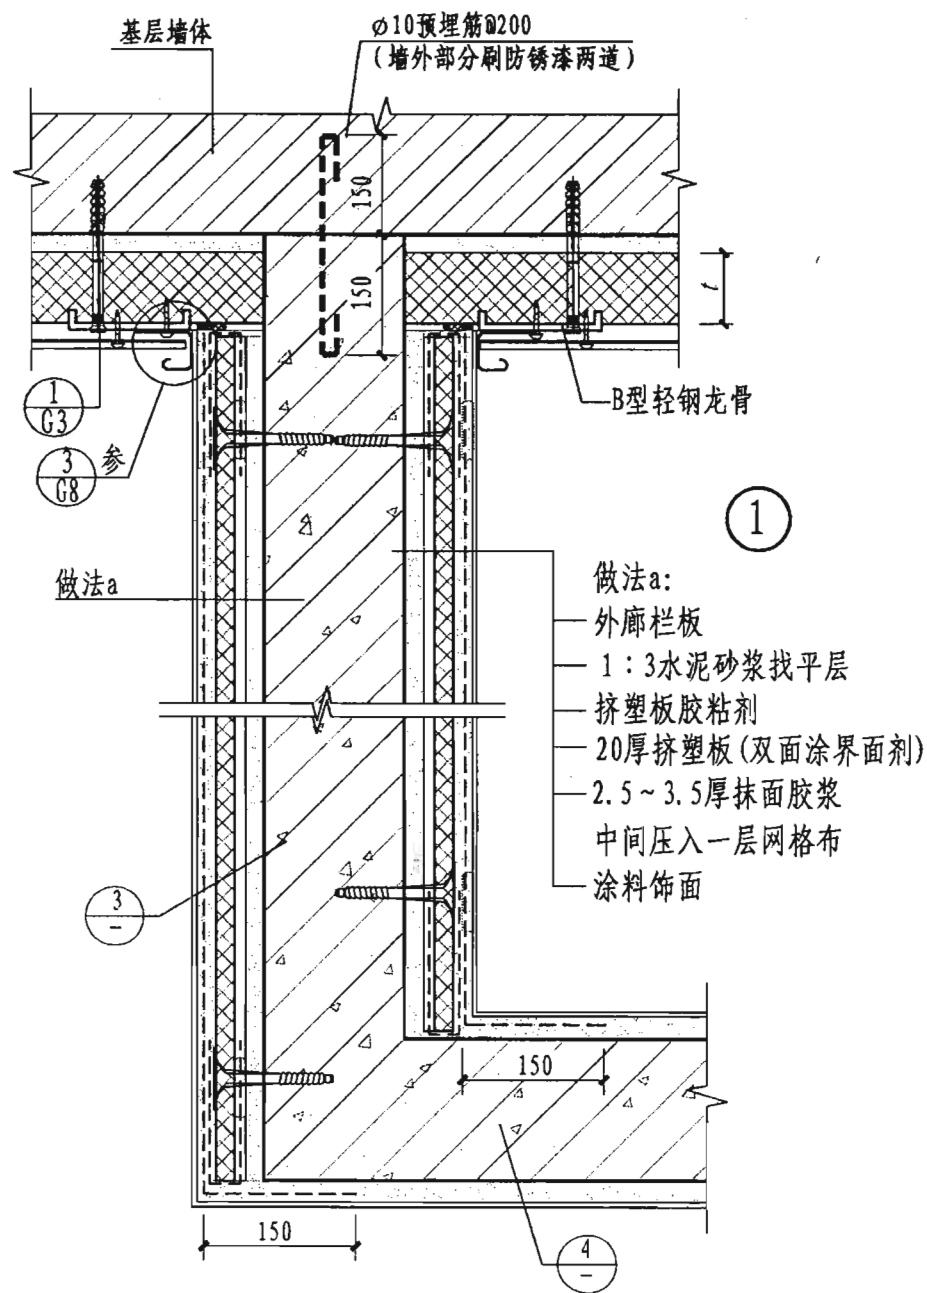 基层墙体
ø10预埋筋@200
(墙外部分刷防锈漆两道)
150
150
t
1
G3
3
G8
参
B型轻钢龙骨
1
做法a
做法a:
外廊栏板
1:3水泥砂浆找平层
挤塑板胶粘剂
20厚挤塑板(双面涂界面剂)
2.5~3.5厚抹面胶浆
中间压入一层网格布
涂料饰面
3
-
150
150
4
-